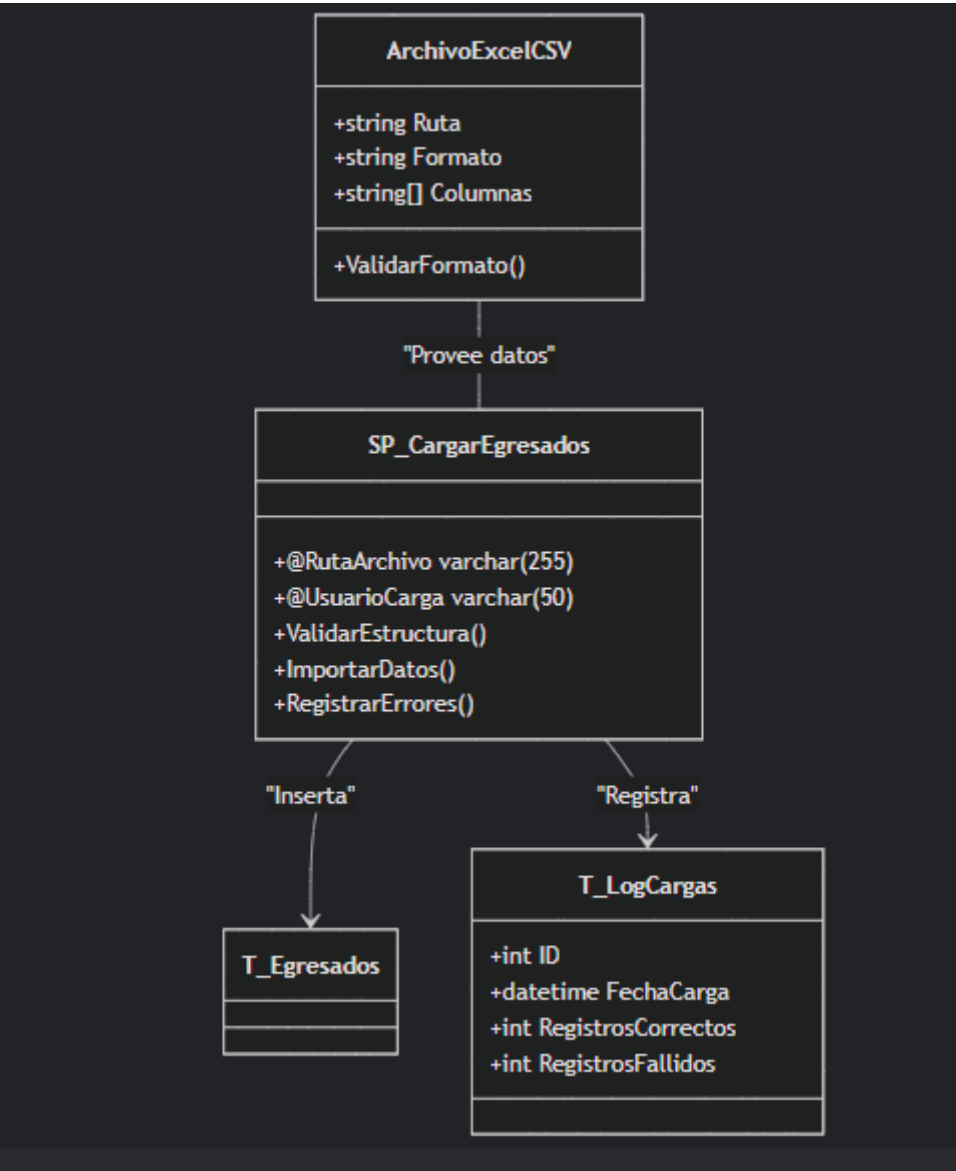 ArchivoExcelCSV
+string Ruta
+string Formato
+string[] Columnas
+ValidarFormato()
"Provee datos"
SP_CargarEgresados
+@RutaArchivo varchar(255)
+@UsuarioCarga varchar(50)
+ValidarEstructura()
+ImportarDatos()
+RegistrarErrores()
"Inserta"
"Registra"
T_Egresados
T_LogCargas
+int ID
+datetime FechaCarga
+int RegistrosCorrectos
+int RegistrosFallidos